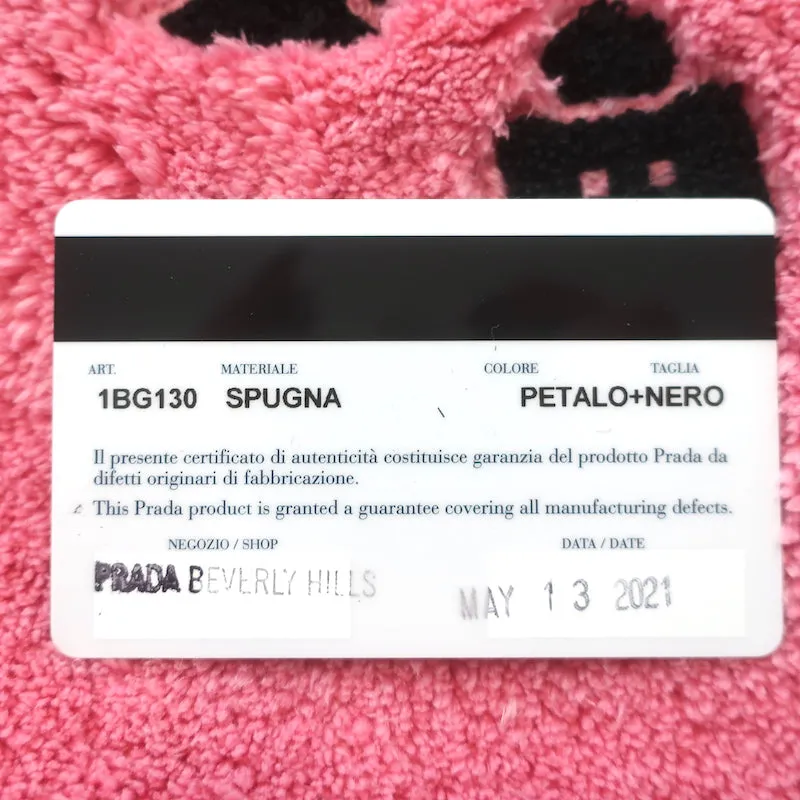 ART. MATERIALE COLORE TAGLIA
1BG130 SPUGNA PETALO+NERO
Il presente certificato di autenticità costituisce garanzia del prodotto Prada da
difetti originari di fabbricazione.
This Prada product is granted a guarantee covering all manufacturing defects.
NEGOZIO / SHOP DATA / DATE
PRADA BEVERLY HILLS MAY 13 2021